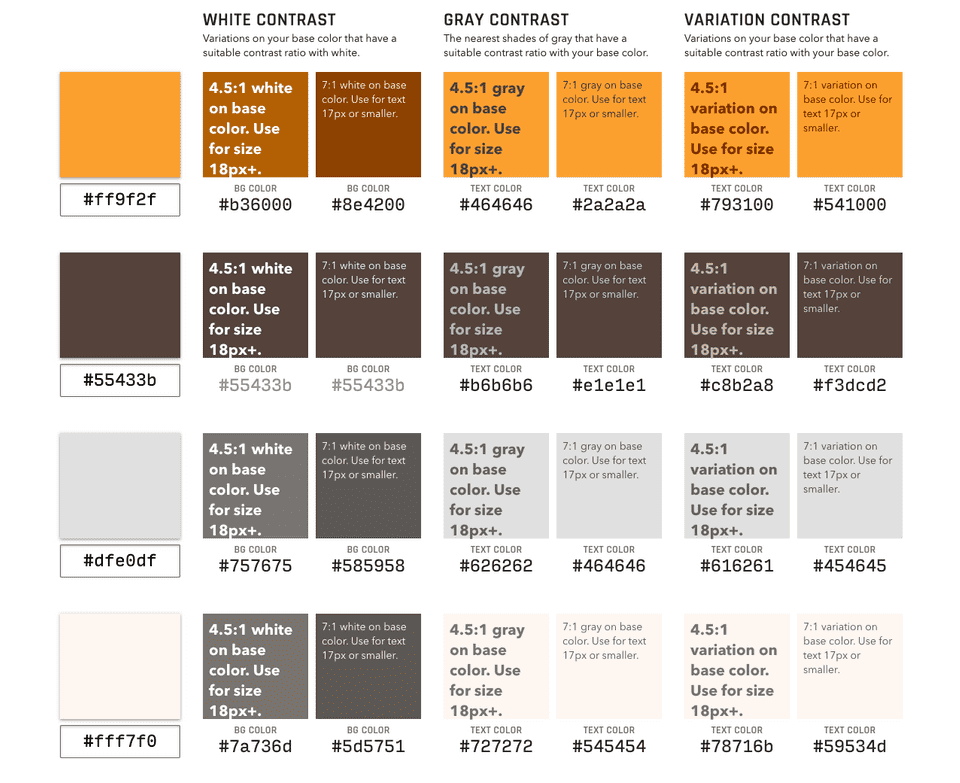 WHITE CONTRAST
Variations on your base color that have a
suitable contrast ratio with white.
GRAY CONTRAST
The nearest shades of gray that have a
suitable contrast ratio with your base color.
VARIATION CONTRAST
Variations on your base color that have a
suitable contrast ratio with your base color.
#ff9f2f
4.5:1 white
on base
color. Use
for size
18px+.
BG COLOR
#b36000
7:1 white on base
color. Use for text
17px or smaller.
BG COLOR
#8e4200
4.5:1 gray
on base
color. Use
for size
18px+.
TEXT COLOR
#464646
7:1 gray on base
color. Use for text
17px or smaller.
TEXT COLOR
#2a2a2a
4.5:1
variation on
base color.
Use for size
18px+.
TEXT COLOR
#793100
7:1 variation on
base color. Use for
text 17px or
smaller.
TEXT COLOR
#541000
#55433b
4.5:1 white
on base
color. Use
for size
18px+.
BG COLOR
#55433b
7:1 white on base
color. Use for text
17px or smaller.
BG COLOR
#55433b
4.5:1 gray
on base
color. Use
for size
18px+.
TEXT COLOR
#b6b6b6
7:1 gray on base
color. Use for text
17px or smaller.
TEXT COLOR
#e1e1e1
4.5:1
variation on
base color.
Use for size
18px+.
TEXT COLOR
#c8b2a8
7:1 variation on
base color. Use for
text 17px or
smaller.
TEXT COLOR
#f3dcd2
#dfe0df
4.5:1 white
on base
color. Use
for size
18px+.
BG COLOR
#757675
7:1 white on base
color. Use for text
17px or smaller.
BG COLOR
#585958
4.5:1 gray
on base
color. Use
for size
18px+.
TEXT COLOR
#626262
7:1 gray on base
color. Use for text
17px or smaller.
TEXT COLOR
#464646
4.5:1
variation on
base color.
Use for size
18px+.
TEXT COLOR
#616261
7:1 variation on
base color. Use for
text 17px or
smaller.
TEXT COLOR
#454645
#fff7f0
4.5:1 white
on base
color. Use
for size
18px+.
BG COLOR
#7a736d
7:1 white on base
color. Use for text
17px or smaller.
BG COLOR
#5d5751
4.5:1 gray
on base
color. Use
for size
18px+.
TEXT COLOR
#727272
7:1 gray on base
color. Use for text
17px or smaller.
TEXT COLOR
#545454
4.5:1
variation on
base color.
Use for size
18px+.
TEXT COLOR
#78716b
7:1 variation on
base color. Use for
text 17px or
smaller.
TEXT COLOR
#59534d